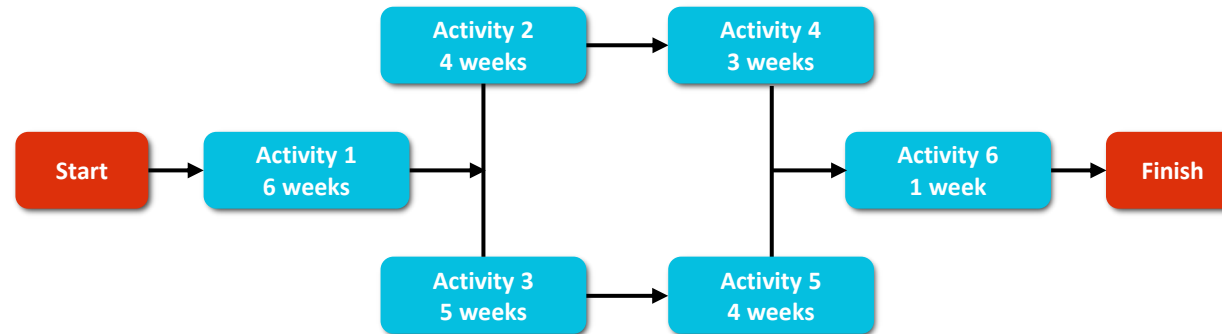 Activity 2
4 weeks
Activity 4
3 weeks
Start
Activity 1
6 weeks
Activity 6
1 week
Finish
Activity 3
5 weeks
Activity 5
4 weeks